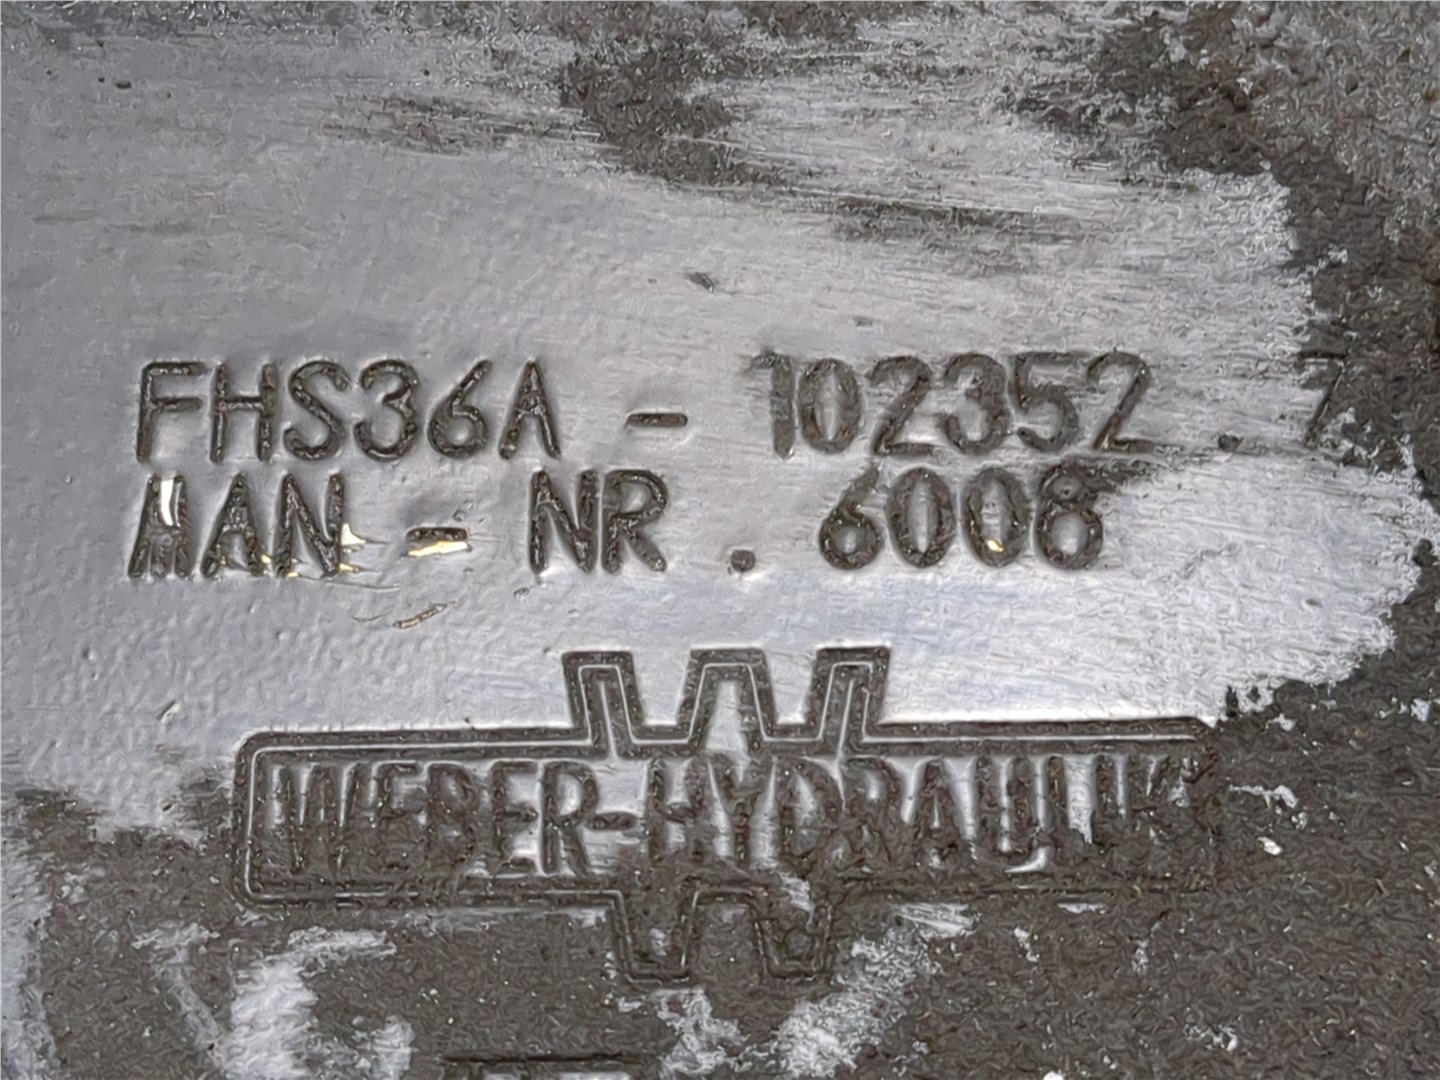 FHS36A - 102352 . 7
MAN - NR . 6008
WEBER-HYDRAULIK